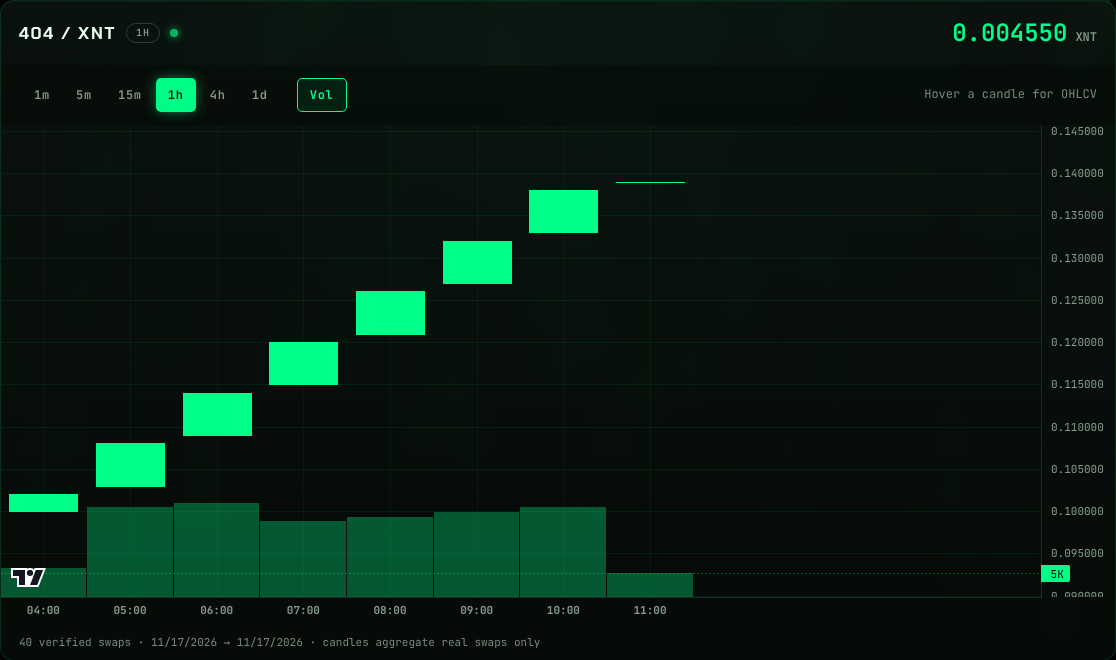 404 / XNT 1H 0.004550 XNT
1m 5m 15m 1h 4h 1d Vol Hover a candle for OHLCV
0.145000
0.140000
0.135000
0.130000
0.125000
0.120000
0.115000
0.110000
0.105000
0.100000
0.095000
5K
0.090000
04:00 05:00 06:00 07:00 08:00 09:00 10:00 11:00
40 verified swaps · 11/17/2026 → 11/17/2026 · candles aggregate real swaps only